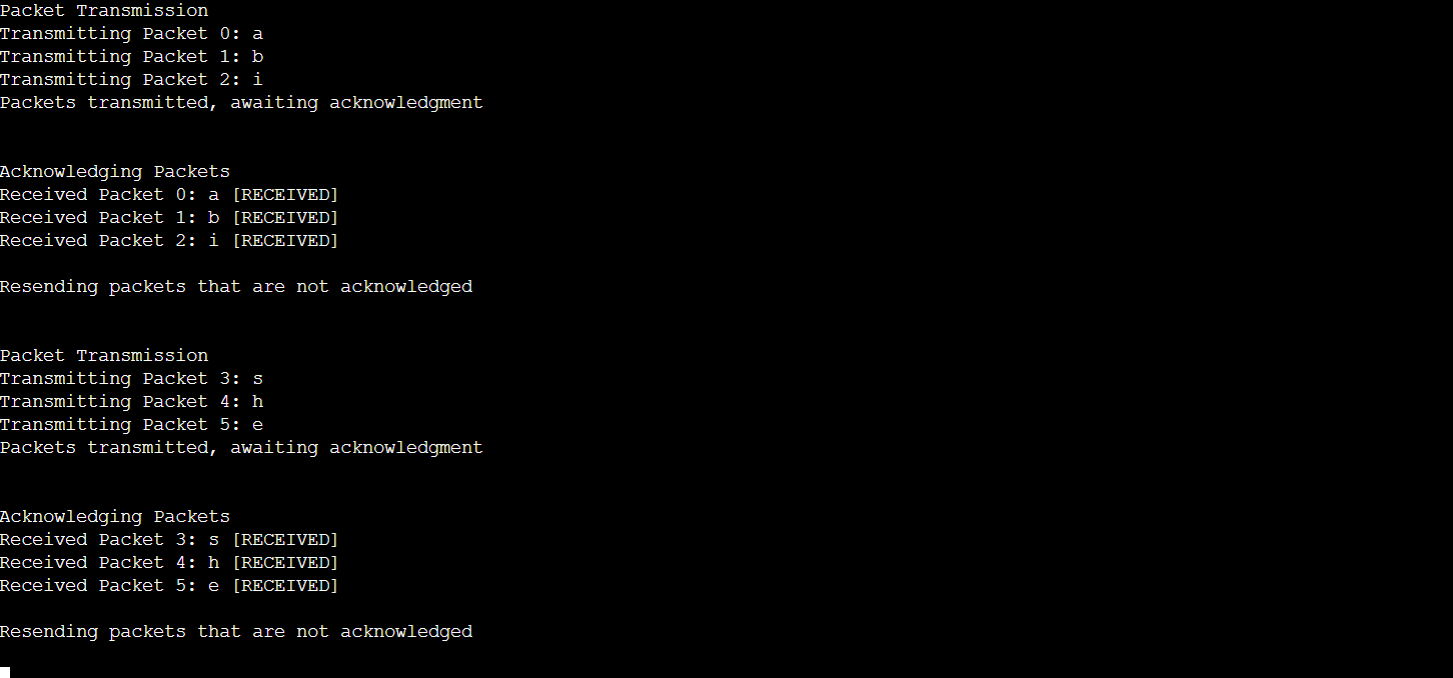 Packet Transmission
Transmitting Packet 0: a
Transmitting Packet 1: b
Transmitting Packet 2: i
Packets transmitted, awaiting acknowledgment
Acknowledging Packets
Received Packet 0: a [RECEIVED]
Received Packet 1: b [RECEIVED]
Received Packet 2: i [RECEIVED]
Resending packets that are not acknowledged
Packet Transmission
Transmitting Packet 3: s
Transmitting Packet 4: h
Transmitting Packet 5: e
Packets transmitted, awaiting acknowledgment
Acknowledging Packets
Received Packet 3: s [RECEIVED]
Received Packet 4: h [RECEIVED]
Received Packet 5: e [RECEIVED]
Resending packets that are not acknowledged